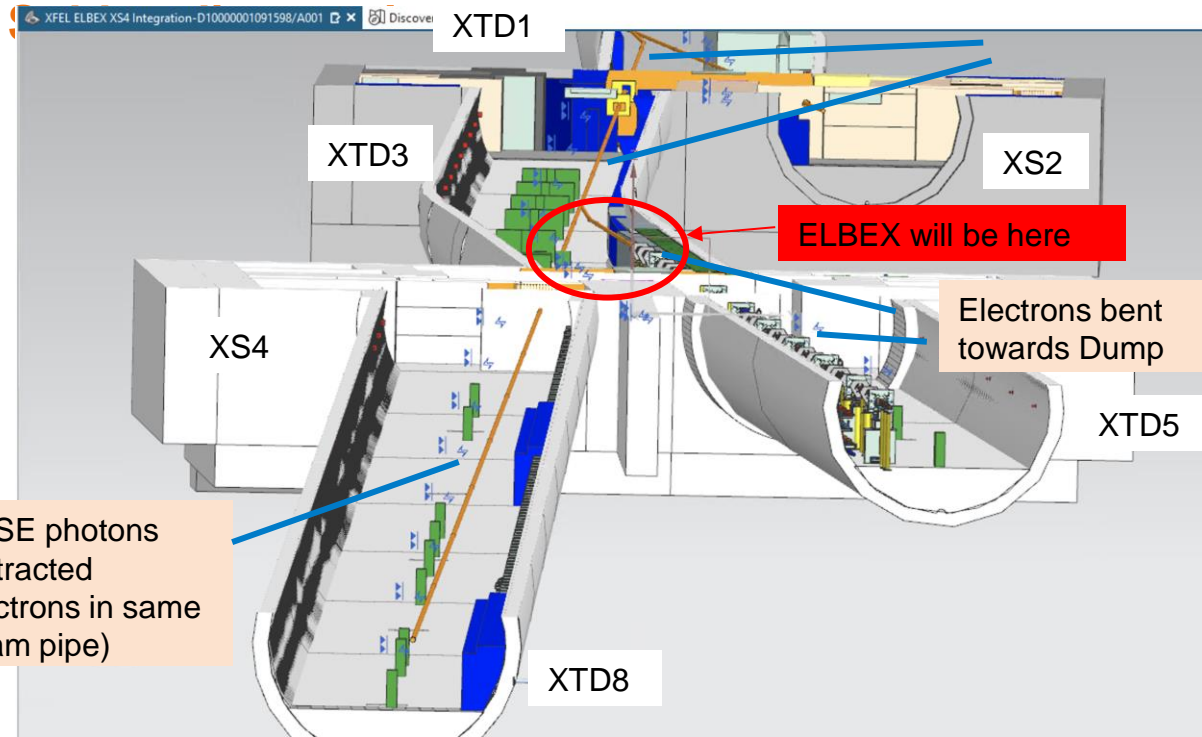 XFEL ELBEX XS4 Integration-D10000001091598/A001
Discover
XTD1
XTD3
XS2
ELBEX will be here
XS4
Electrons bent
towards Dump
XTD5
SE photons
tracted
ctrons in same
am pipe)
XTD8